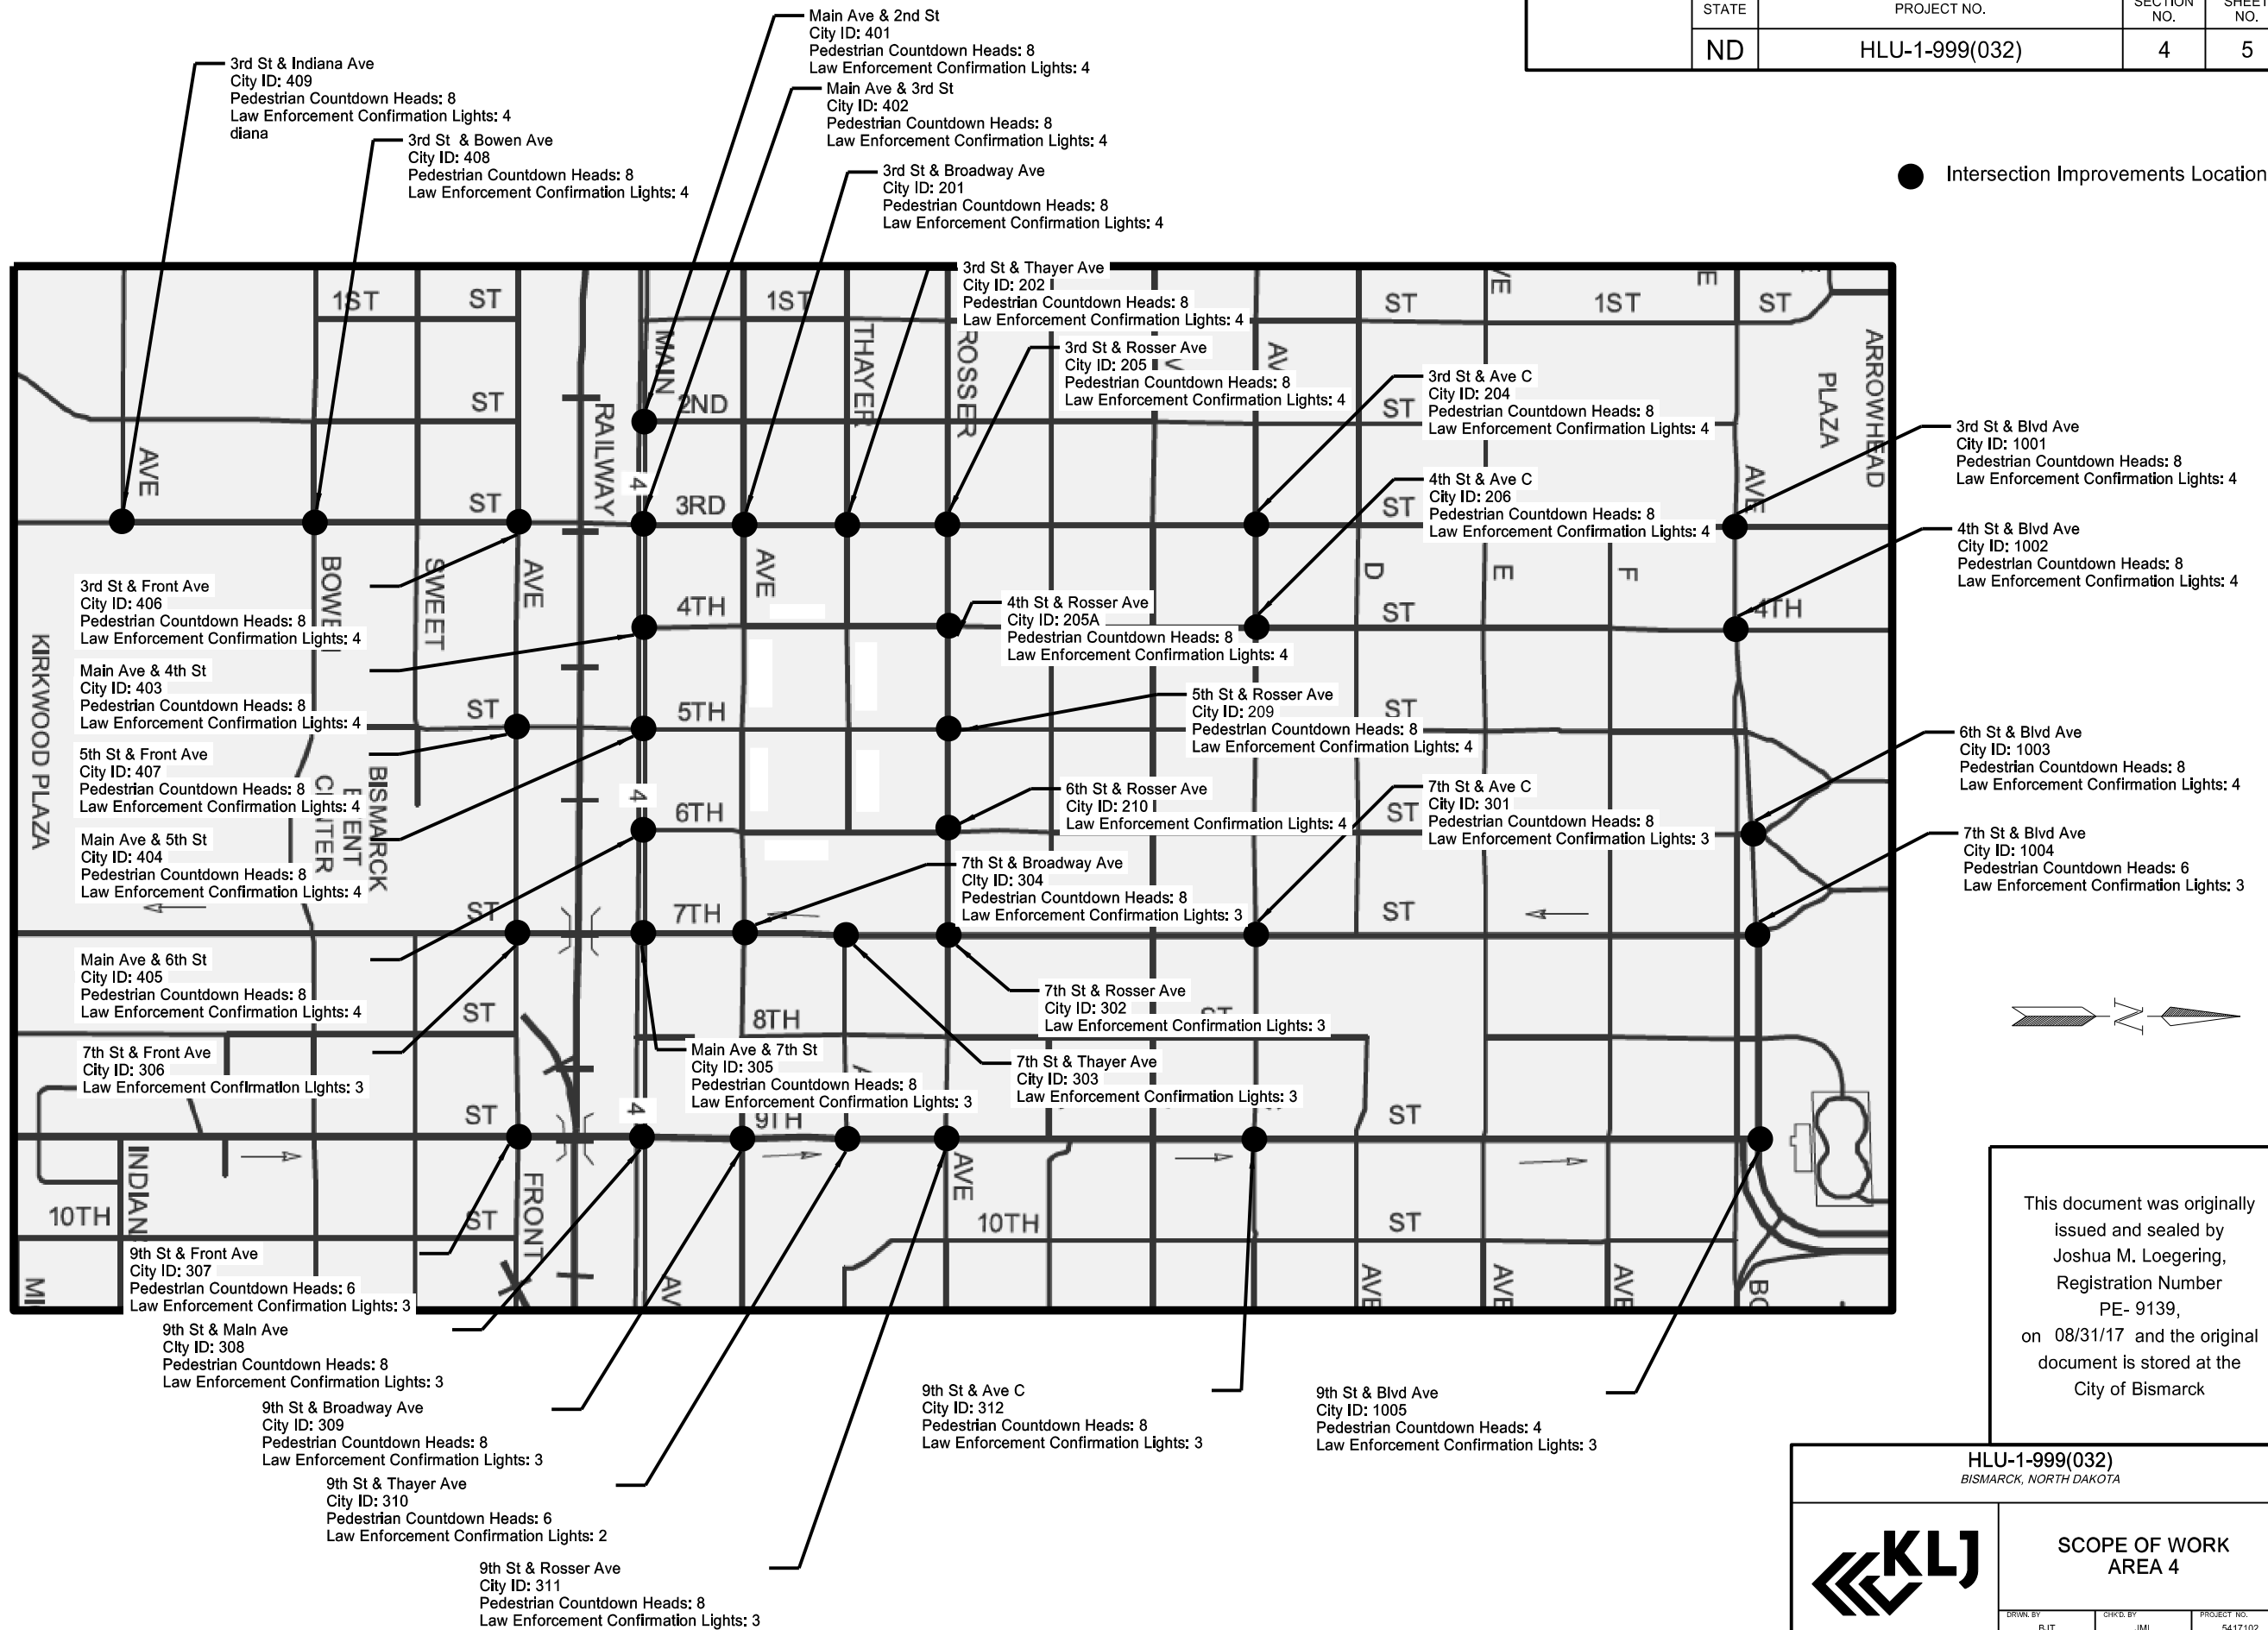 STATE
PROJECT NO.
SECTION NO.
SHEET NO.
ND
HLU-1-999(032)
4
5
Main Ave & 2nd St
City ID: 401
Pedestrian Countdown Heads: 8
Law Enforcement Confirmation Lights: 4
3rd St & Indiana Ave
City ID: 409
Pedestrian Countdown Heads: 8
Law Enforcement Confirmation Lights: 4
diana
Main Ave & 3rd St
City ID: 402
Pedestrian Countdown Heads: 8
Law Enforcement Confirmation Lights: 4
3rd St & Bowen Ave
City ID: 408
Pedestrian Countdown Heads: 8
Law Enforcement Confirmation Lights: 4
3rd St & Broadway Ave
City ID: 201
Pedestrian Countdown Heads: 8
Law Enforcement Confirmation Lights: 4
Intersection Improvements Location
3rd St & Thayer Ave
City ID: 202
Pedestrian Countdown Heads: 8
Law Enforcement Confirmation Lights: 4
1ST
ST
1ST
ST
1ST
ST
MAIN
THAYER
ROSSER
3rd St & Rosser Ave
City ID: 205
Pedestrian Countdown Heads: 8
Law Enforcement Confirmation Lights: 4
3rd St & Ave C
City ID: 204
Pedestrian Countdown Heads: 8
Law Enforcement Confirmation Lights: 4
ARROWHEAD
PLAZA
ST
2ND
ST
RAILWAY
3rd St & Blvd Ave
City ID: 1001
Pedestrian Countdown Heads: 8
Law Enforcement Confirmation Lights: 4
AVE
ST
4
3RD
ST
AVE
4th St & Ave C
City ID: 206
Pedestrian Countdown Heads: 8
Law Enforcement Confirmation Lights: 4
4th St & Blvd Ave
City ID: 1002
Pedestrian Countdown Heads: 8
Law Enforcement Confirmation Lights: 4
3rd St & Front Ave
City ID: 406
Pedestrian Countdown Heads: 8
Law Enforcement Confirmation Lights: 4
SWEET
AVE
AVE
D
E
F
4TH
ST
4TH
4th St & Rosser Ave
City ID: 205A
Pedestrian Countdown Heads: 8
Law Enforcement Confirmation Lights: 4
KIRKWOOD PLAZA
Main Ave & 4th St
City ID: 403
Pedestrian Countdown Heads: 8
Law Enforcement Confirmation Lights: 4
ST
5TH
ST
5th St & Rosser Ave
City ID: 209
Pedestrian Countdown Heads: 8
Law Enforcement Confirmation Lights: 4
5th St & Front Ave
City ID: 407
Pedestrian Countdown Heads: 8
Law Enforcement Confirmation Lights: 4
BISMARCK
6th St & Blvd Ave
City ID: 1003
Pedestrian Countdown Heads: 8
Law Enforcement Confirmation Lights: 4
4
6TH
ST
6th St & Rosser Ave
City ID: 210
Law Enforcement Confirmation Lights: 4
7th St & Ave C
City ID: 301
Pedestrian Countdown Heads: 8
Law Enforcement Confirmation Lights: 3
Main Ave & 5th St
City ID: 404
Pedestrian Countdown Heads: 8
Law Enforcement Confirmation Lights: 4
7th St & Blvd Ave
City ID: 1004
Pedestrian Countdown Heads: 6
Law Enforcement Confirmation Lights: 3
7th St & Broadway Ave
City ID: 304
Pedestrian Countdown Heads: 8
Law Enforcement Confirmation Lights: 3
ST
7TH
ST
Main Ave & 6th St
City ID: 405
Pedestrian Countdown Heads: 8
Law Enforcement Confirmation Lights: 4
7th St & Rosser Ave
City ID: 302
Law Enforcement Confirmation Lights: 3
ST
8TH
N
7th St & Front Ave
City ID: 306
Law Enforcement Confirmation Lights: 3
Main Ave & 7th St
City ID: 305
Pedestrian Countdown Heads: 8
Law Enforcement Confirmation Lights: 3
7th St & Thayer Ave
City ID: 303
Law Enforcement Confirmation Lights: 3
ST
4
9TH
ST
INDIAN
FRONT
AVE
10TH
ST
10TH
ST
AVE
AVE
AVE
9th St & Front Ave
City ID: 307
Pedestrian Countdown Heads: 6
Law Enforcement Confirmation Lights: 3
9th St & Main Ave
City ID: 308
Pedestrian Countdown Heads: 8
Law Enforcement Confirmation Lights: 3
9th St & Broadway Ave
City ID: 309
Pedestrian Countdown Heads: 8
Law Enforcement Confirmation Lights: 3
9th St & Thayer Ave
City ID: 310
Pedestrian Countdown Heads: 6
Law Enforcement Confirmation Lights: 2
9th St & Rosser Ave
City ID: 311
Pedestrian Countdown Heads: 8
Law Enforcement Confirmation Lights: 3
9th St & Ave C
City ID: 312
Pedestrian Countdown Heads: 8
Law Enforcement Confirmation Lights: 3
9th St & Blvd Ave
City ID: 1005
Pedestrian Countdown Heads: 4
Law Enforcement Confirmation Lights: 3
This document was originally
issued and sealed by
Joshua M. Loegering,
Registration Number
PE- 9139,
on 08/31/17 and the original
document is stored at the
City of Bismarck
HLU-1-999(032)
BISMARCK, NORTH DAKOTA
KLJ
SCOPE OF WORK
AREA 4
DRWN. BY
CHK'D. BY
PROJECT NO.